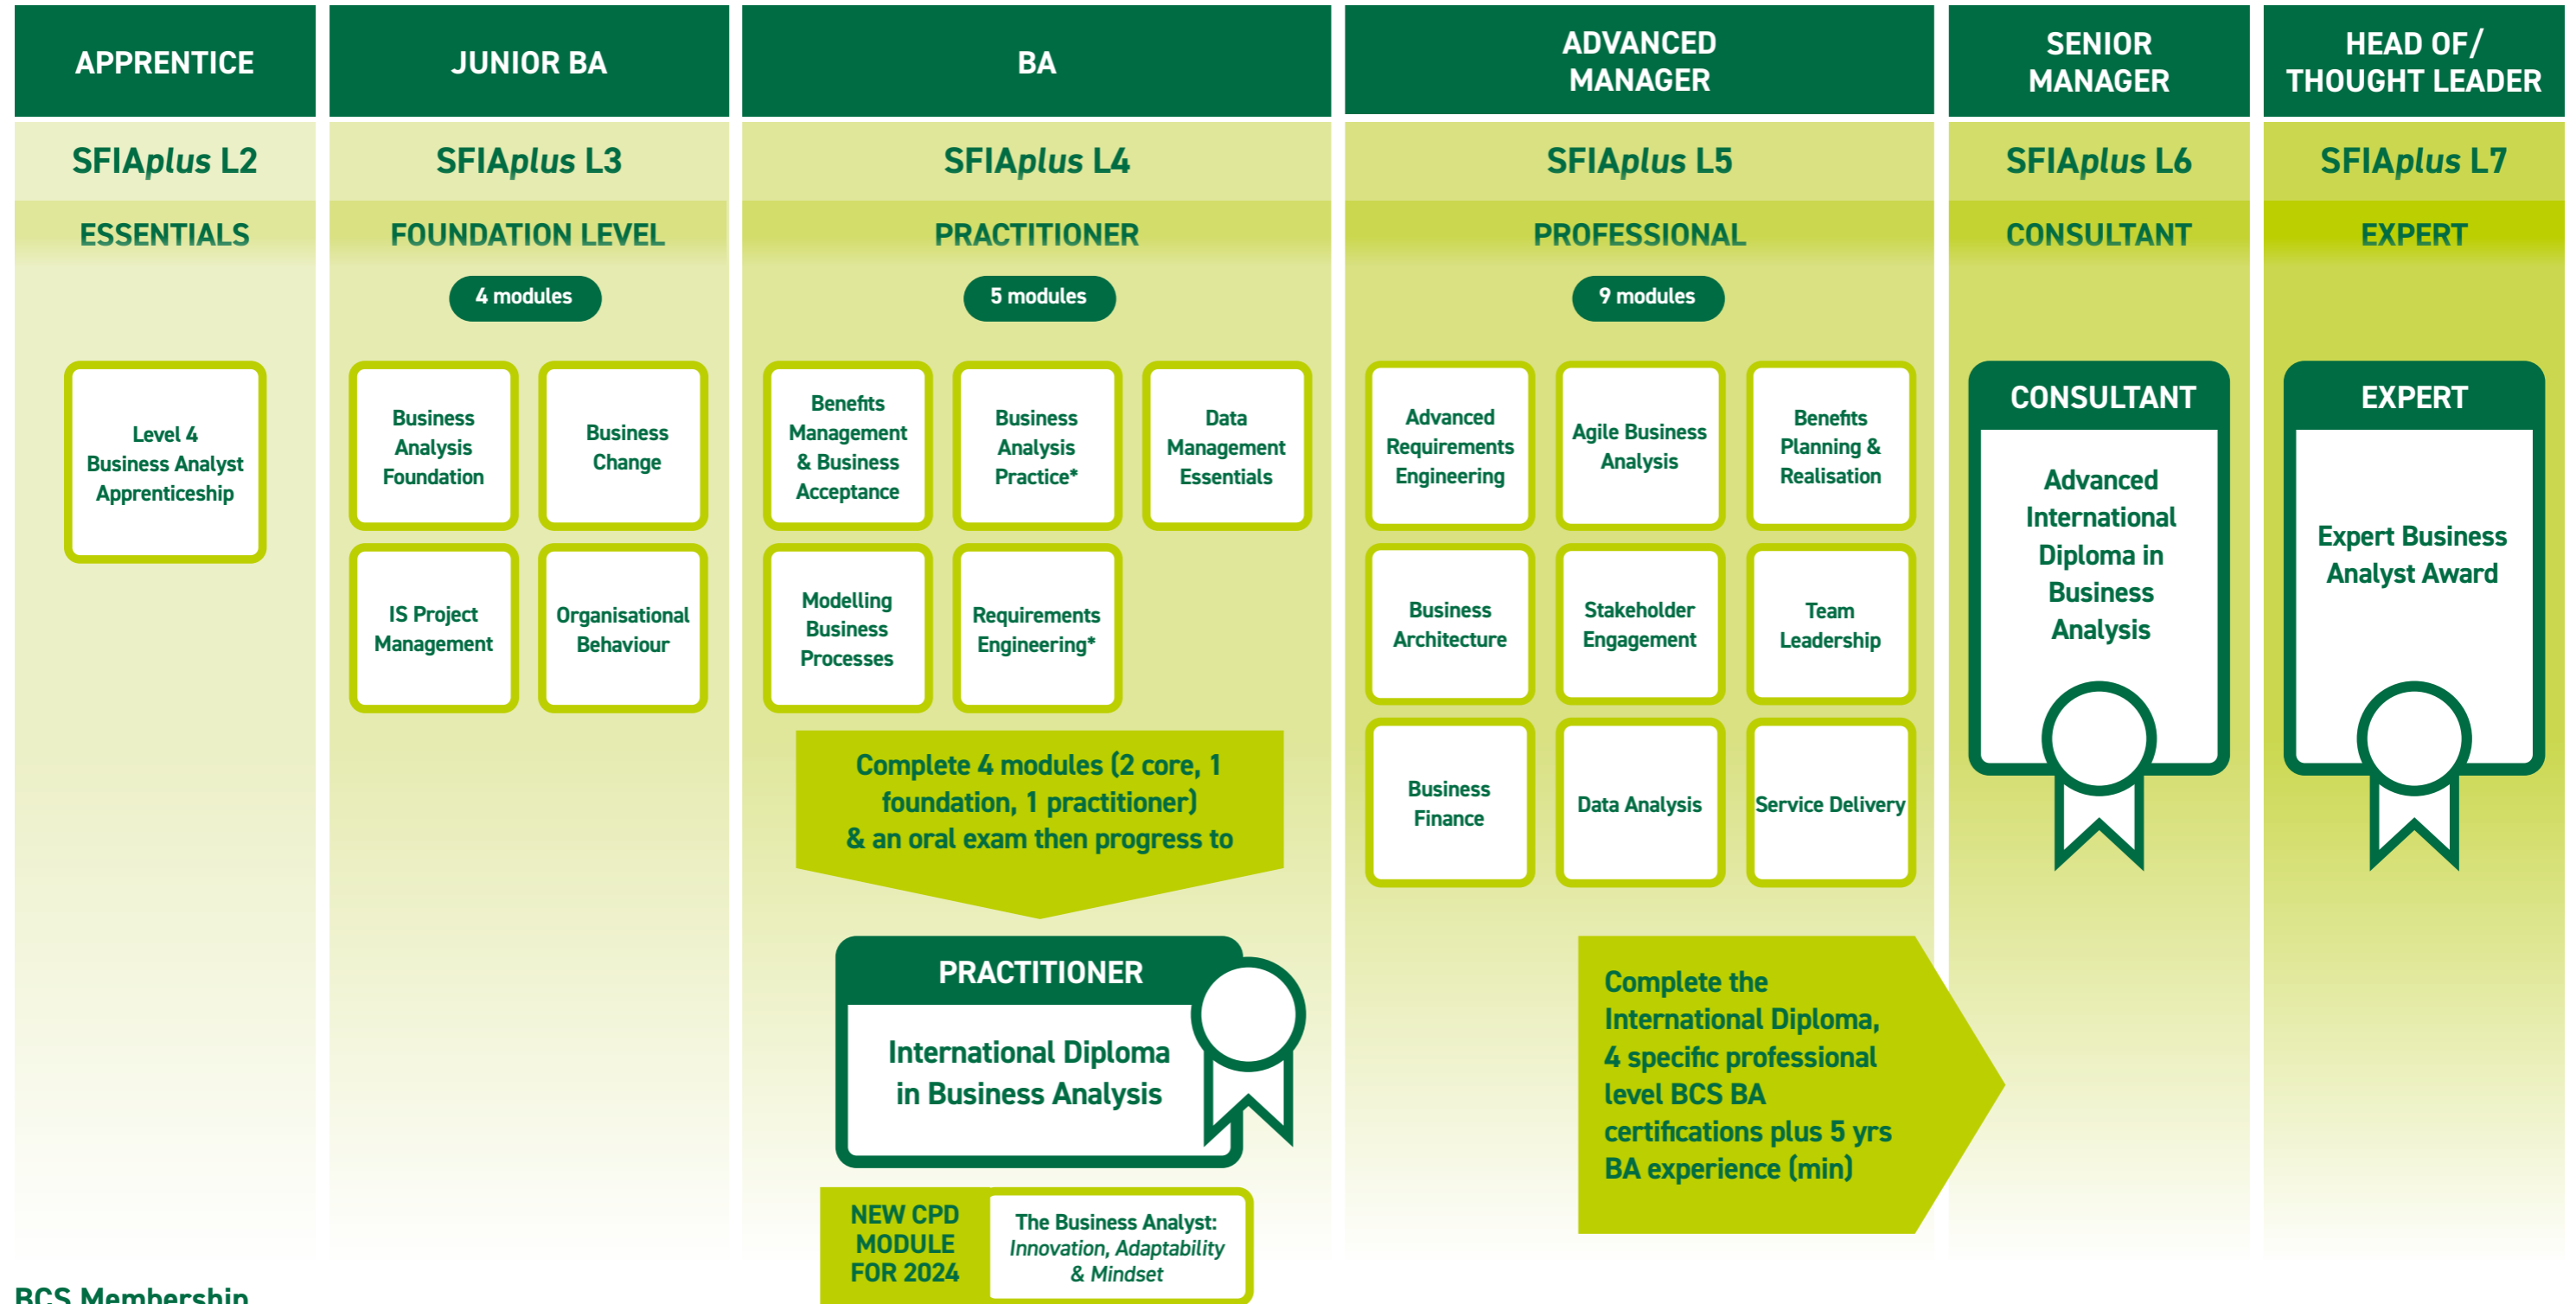 APPRENTICE
JUNIOR BA
BA
ADVANCED
MANAGER
SENIOR
MANAGER
HEAD OF/
THOUGHT LEADER
SFIAplus L2
SFIAplus L3
SFIAplus L4
SFIAplus L5
SFIAplus L6
SFIAplus L7
ESSENTIALS
FOUNDATION LEVEL
PRACTITIONER
PROFESSIONAL
CONSULTANT
EXPERT
4 modules
5 modules
9 modules
Level 4
Business Analyst
Apprenticeship
Business
Analysis
Foundation
Business
Change
IS Project
Management
Organisational
Behaviour
Benefits
Management
& Business
Acceptance
Business
Analysis
Practice*
Data
Management
Essentials
Modelling
Business
Processes
Requirements
Engineering*
Complete 4 modules (2 core, 1
foundation, 1 practitioner)
& an oral exam then progress to
PRACTITIONER
International Diploma
in Business Analysis
NEW CPD
MODULE
FOR 2024
The Business Analyst:
Innovation, Adaptability
& Mindset
Advanced
Requirements
Engineering
Agile Business
Analysis
Benefits
Planning &
Realisation
Business
Architecture
Stakeholder
Engagement
Team
Leadership
Business
Finance
Data Analysis
Service Delivery
Complete the
International Diploma,
4 specific professional
level BCS BA
certifications plus 5 yrs
BA experience (min)
CONSULTANT
Advanced
International
Diploma in
Business
Analysis
EXPERT
Expert Business
Analyst Award
BCS Membership